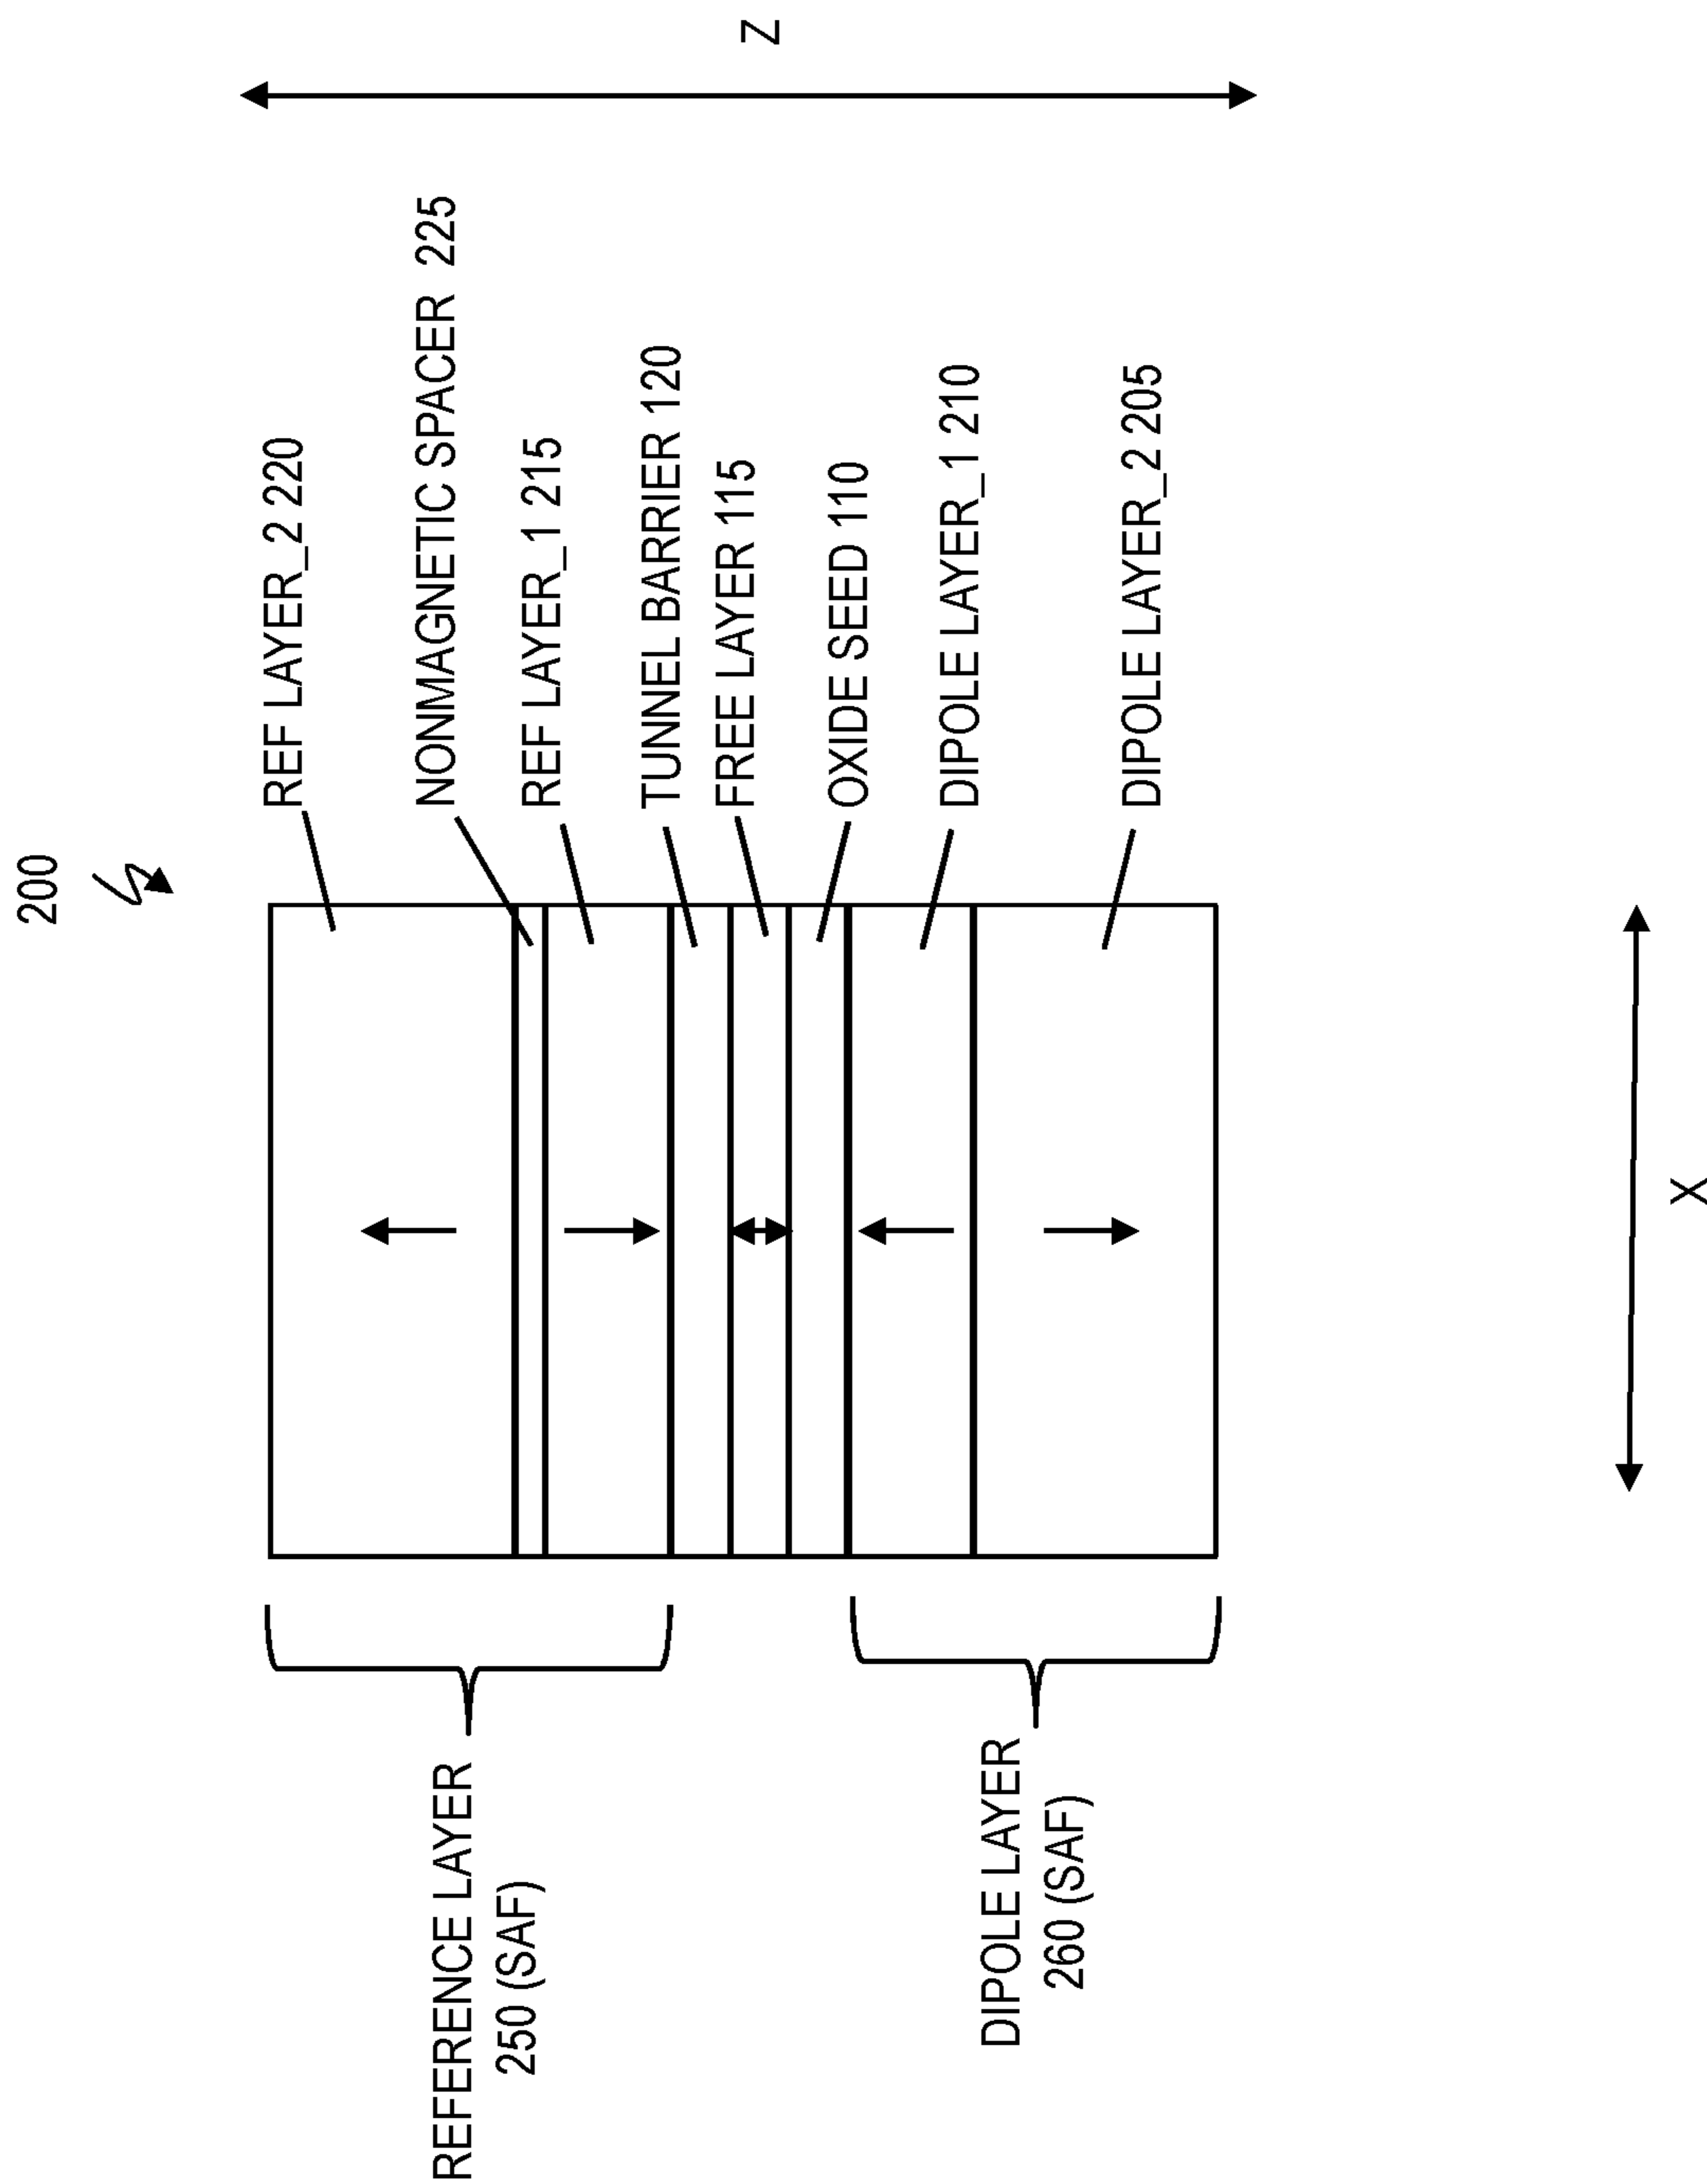 200
REF LAYER_2 220
NONMAGNETIC SPACER 225
REF LAYER_1 215
TUNNEL BARRIER 120
FREE LAYER 115
OXIDE SEED 110
DIPOLE LAYER_1 210
DIPOLE LAYER_2 205
REFERENCE LAYER
250 (SAF)
DIPOLE LAYER
260 (SAF)
Z
X